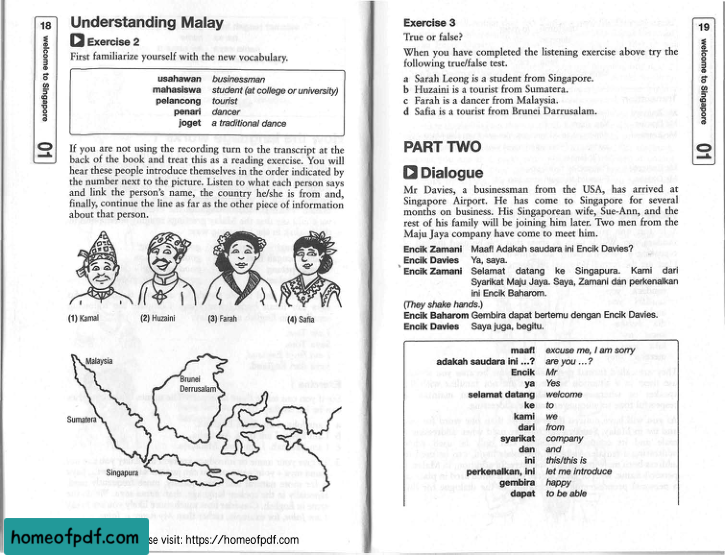 18
welcome to Singapore
01
Understanding Malay
Exercise 2
First familiarize yourself with the new vocabulary.
usahawan businessman
mahasiswa student (at college or university)
pelancong tourist
penari dancer
joget a traditional dance
If you are not using the recording turn to the transcript at the
back of the book and treat this as a reading exercise. You will
hear these people introduce themselves in the order indicated by
the number next to the picture. Listen to what each person says
and link the person's name, the country he/she is from and,
finally, continue the line as far as the other piece of information
about that person.
(1) Kamal (2) Huzaini (3) Farah (4) Safia
Malaysia
Brunei
Derrusalam
Sumatera
Singapura
homeofpdf.com
se visit: https://homeofpdf.com
Exercise 3
True or false?
When you have completed the listening exercise above try the
following true/false test.
a Sarah Leong is a student from Singapore.
b Huzaini is a tourist from Sumatera.
c Farah is a dancer from Malaysia.
d Safia is a tourist from Brunei Darrusalam.
19
welcome to Singapore
01
PART TWO
Dialogue
Mr Davies, a businessman from the USA, has arrived at
Singapore Airport. He has come to Singapore for several
months on business. His Singaporean wife, Sue-Ann, and the
rest of his family will be joining him later. Two men from the
Maju Jaya company have come to meet him.
Encik Zamani Maaf! Adakah saudara ini Encik Davies?
Encik Davies Ya, saya.
Encik Zamani Selamat datang ke Singapura. Kami dari
Syarikat Maju Jaya. Saya, Zamani dan perkenalkan
ini Encik Baharom.
(They shake hands.)
Encik Baharom Gembira dapat bertemu dengan Encik Davies.
Encik Davies Saya juga, begitu.
maaf! excuse me, I am sorry
adakah saudara ini ...? are you ...?
Encik Mr
ya Yes
selamat datang welcome
ke to
kami we
dari from
syarikat company
dan and
ini this/this is
perkenalkan, ini let me introduce
gembira happy
dapat to be able